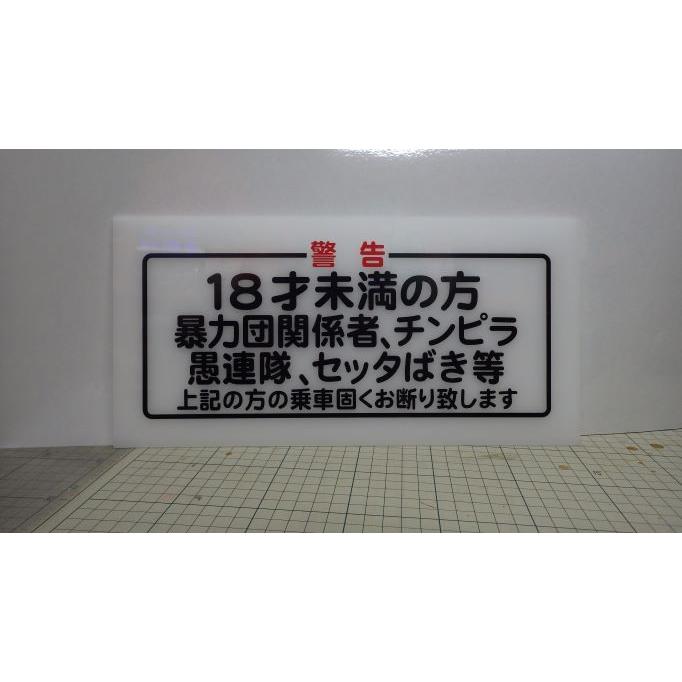 警告
18才未満の方
暴力団関係者、チンピラ
愚連隊、セッタばき等
上記の方の乗車固くお断り致します